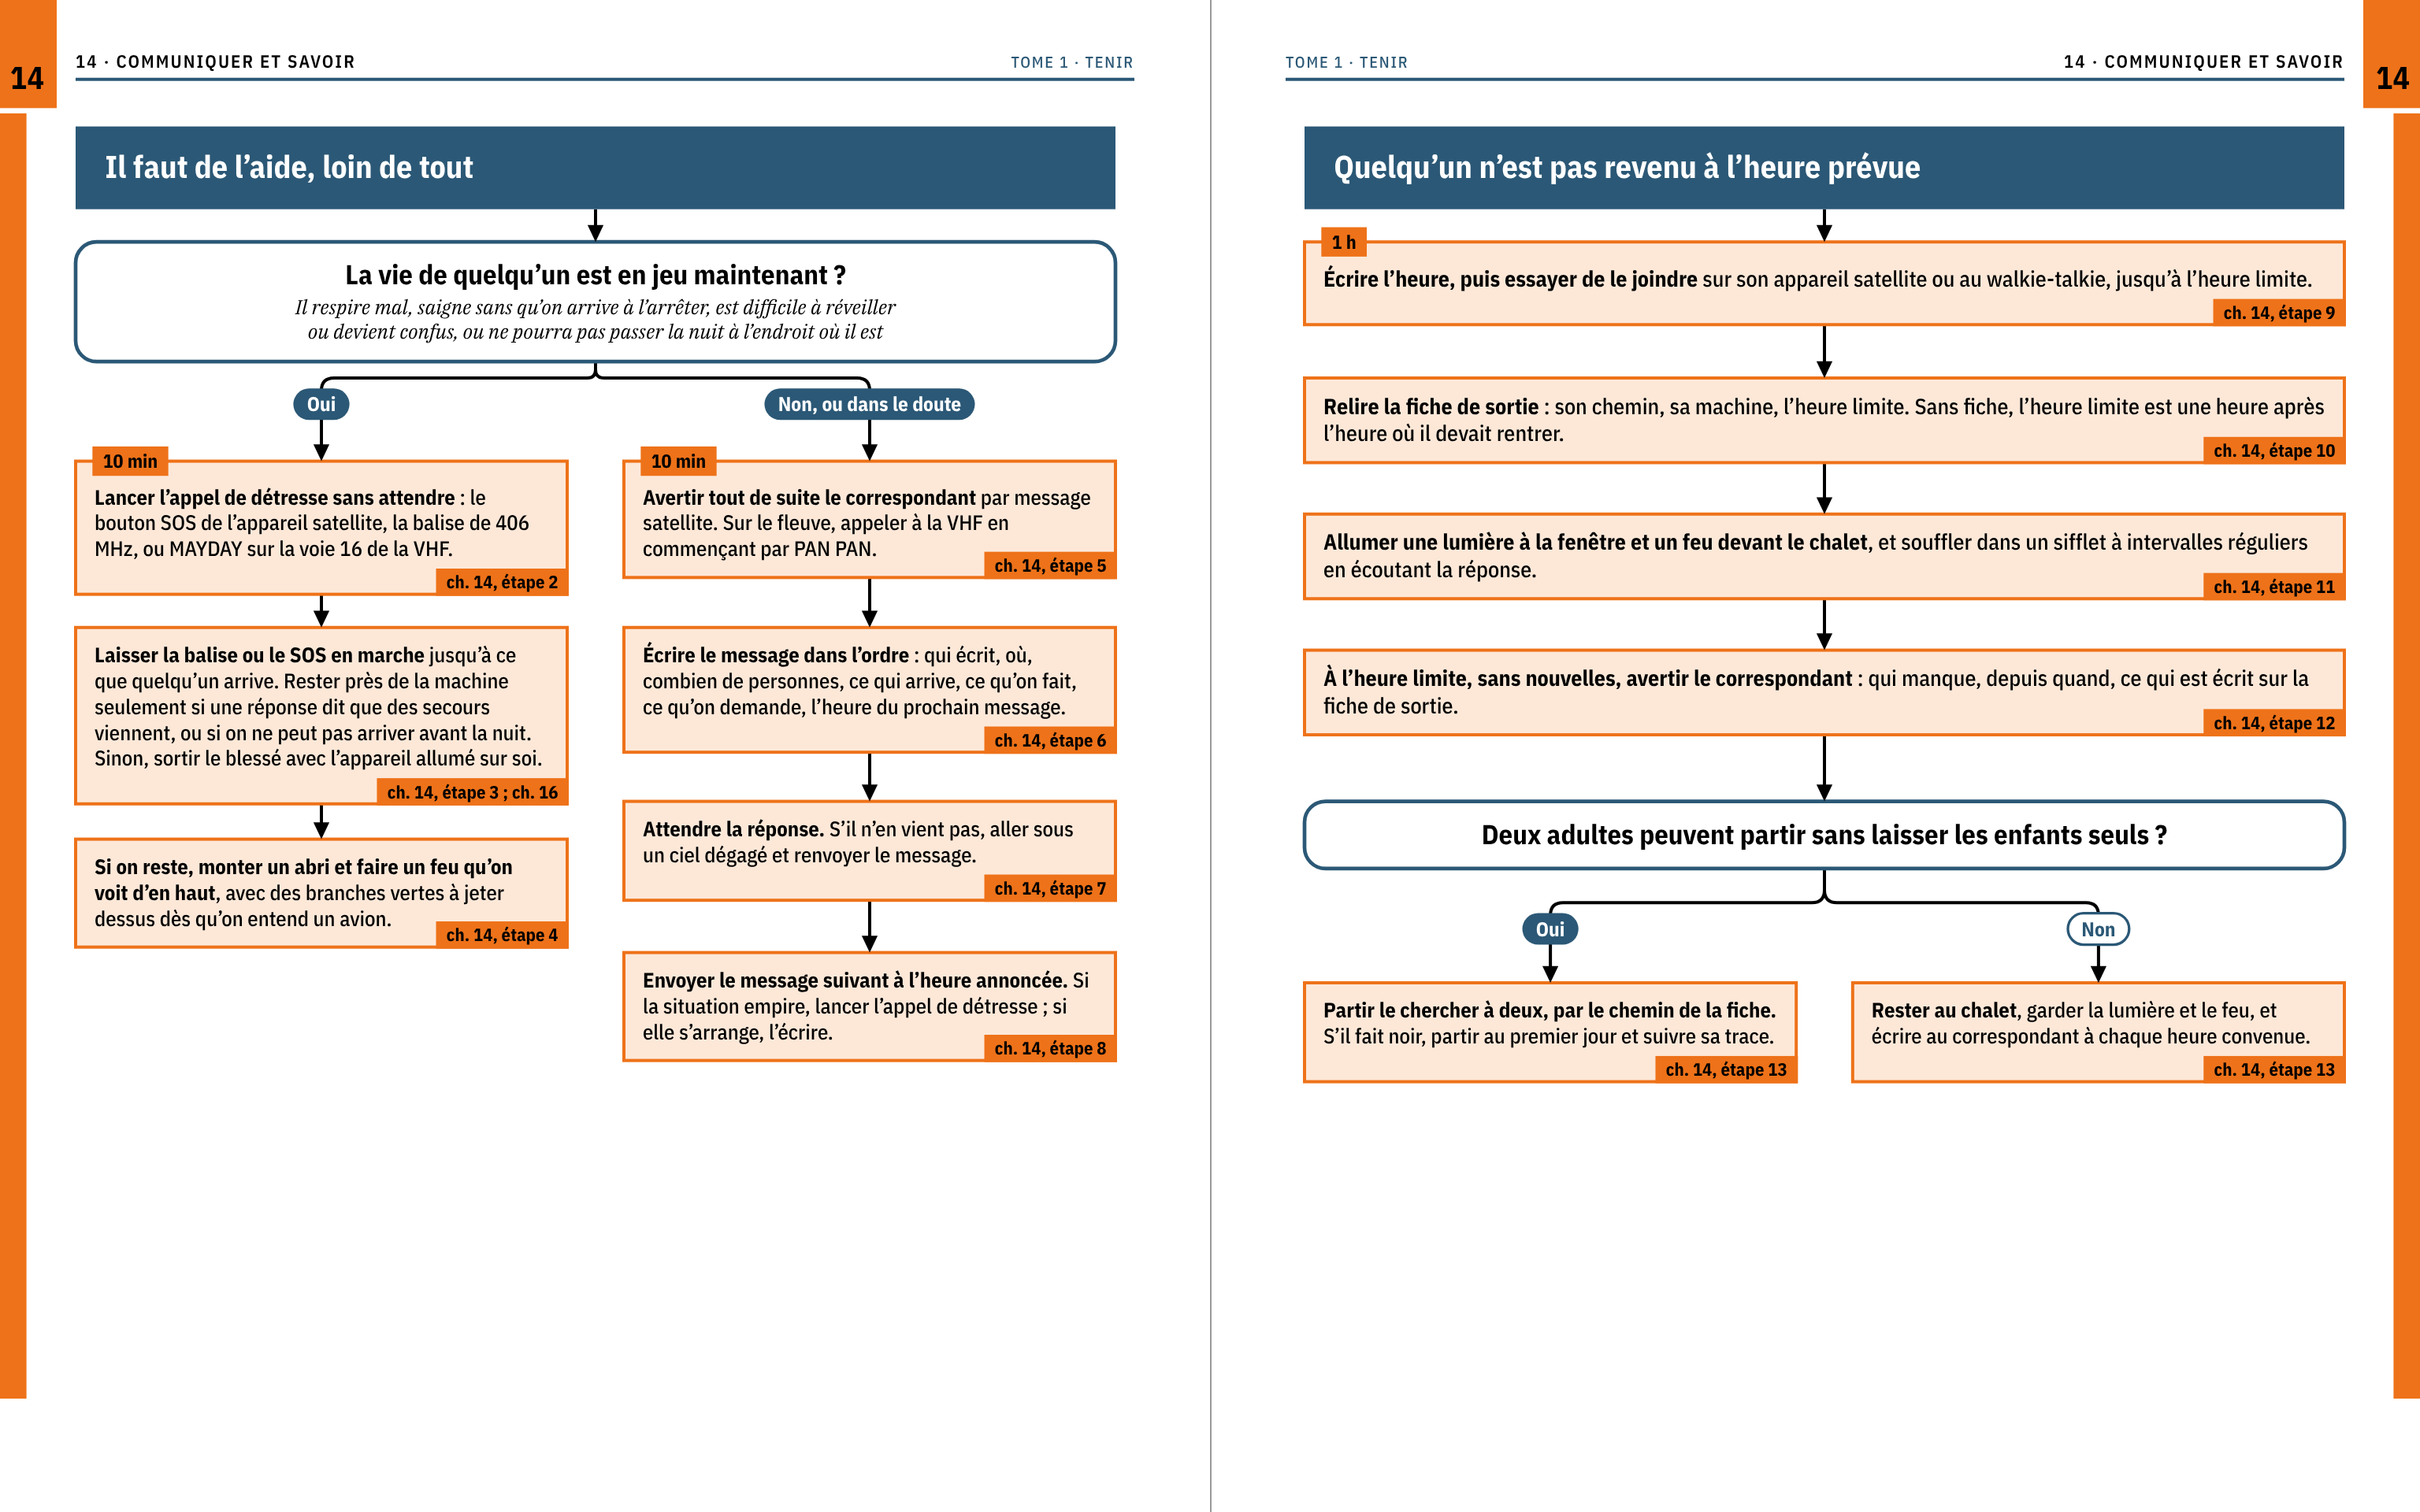 14
14 · COMMUNIQUER ET SAVOIR
TOME 1 · TENIR
Il faut de l’aide, loin de tout
La vie de quelqu’un est en jeu maintenant ?
Il respire mal, saigne sans qu’on arrive à l’arrêter, est difficile à réveiller
ou devient confus, ou ne pourra pas passer la nuit à l’endroit où il est
Oui
10 min
Lancer l’appel de détresse sans attendre : le
bouton SOS de l’appareil satellite, la balise de 406
MHz, ou MAYDAY sur la voie 16 de la VHF.
ch. 14, étape 2
Laisser la balise ou le SOS en marche jusqu’à ce
que quelqu’un arrive. Rester près de la machine
seulement si une réponse dit que des secours
viennent, ou si on ne peut pas arriver avant la nuit.
Sinon, sortir le blessé avec l’appareil allumé sur soi.
ch. 14, étape 3 ; ch. 16
Si on reste, monter un abri et faire un feu qu’on
voit d’en haut, avec des branches vertes à jeter
dessus dès qu’on entend un avion.
ch. 14, étape 4
Non, ou dans le doute
10 min
Avertir tout de suite le correspondant par message
satellite. Sur le fleuve, appeler à la VHF en
commençant par PAN PAN.
ch. 14, étape 5
Écrire le message dans l’ordre : qui écrit, où,
combien de personnes, ce qui arrive, ce qu’on fait,
ce qu’on demande, l’heure du prochain message.
ch. 14, étape 6
Attendre la réponse. S’il n’en vient pas, aller sous
un ciel dégagé et renvoyer le message.
ch. 14, étape 7
Envoyer le message suivant à l’heure annoncée. Si
la situation empire, lancer l’appel de détresse ; si
elle s’arrange, l’écrire.
ch. 14, étape 8
TOME 1 · TENIR
14 · COMMUNIQUER ET SAVOIR
14
Quelqu’un n’est pas revenu à l’heure prévue
1 h
Écrire l’heure, puis essayer de le joindre sur son appareil satellite ou au walkie-talkie, jusqu’à l’heure limite.
ch. 14, étape 9
Relire la fiche de sortie : son chemin, sa machine, l’heure limite. Sans fiche, l’heure limite est une heure après
l’heure où il devait rentrer.
ch. 14, étape 10
Allumer une lumière à la fenêtre et un feu devant le chalet, et souffler dans un sifflet à intervalles réguliers
en écoutant la réponse.
ch. 14, étape 11
À l’heure limite, sans nouvelles, avertir le correspondant : qui manque, depuis quand, ce qui est écrit sur la
fiche de sortie.
ch. 14, étape 12
Deux adultes peuvent partir sans laisser les enfants seuls ?
Oui
Partir le chercher à deux, par le chemin de la fiche.
S’il fait noir, partir au premier jour et suivre sa trace.
ch. 14, étape 13
Non
Rester au chalet, garder la lumière et le feu, et
écrire au correspondant à chaque heure convenue.
ch. 14, étape 13